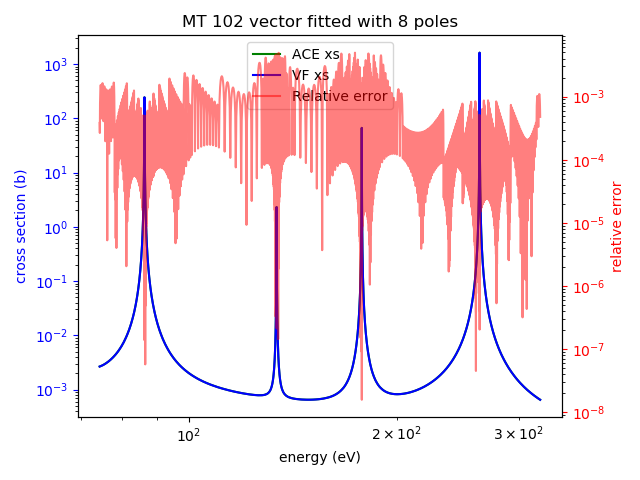 MT 102 vector fitted with 8 poles
ACE xs
VF xs
Relative error
cross section (b)
10³
10²
10¹
10⁰
10⁻¹
10⁻²
10⁻³
relative error
10⁻³
10⁻⁴
10⁻⁵
10⁻⁶
10⁻⁷
10⁻⁸
10² 2 × 10² 3 × 10²
energy (eV)